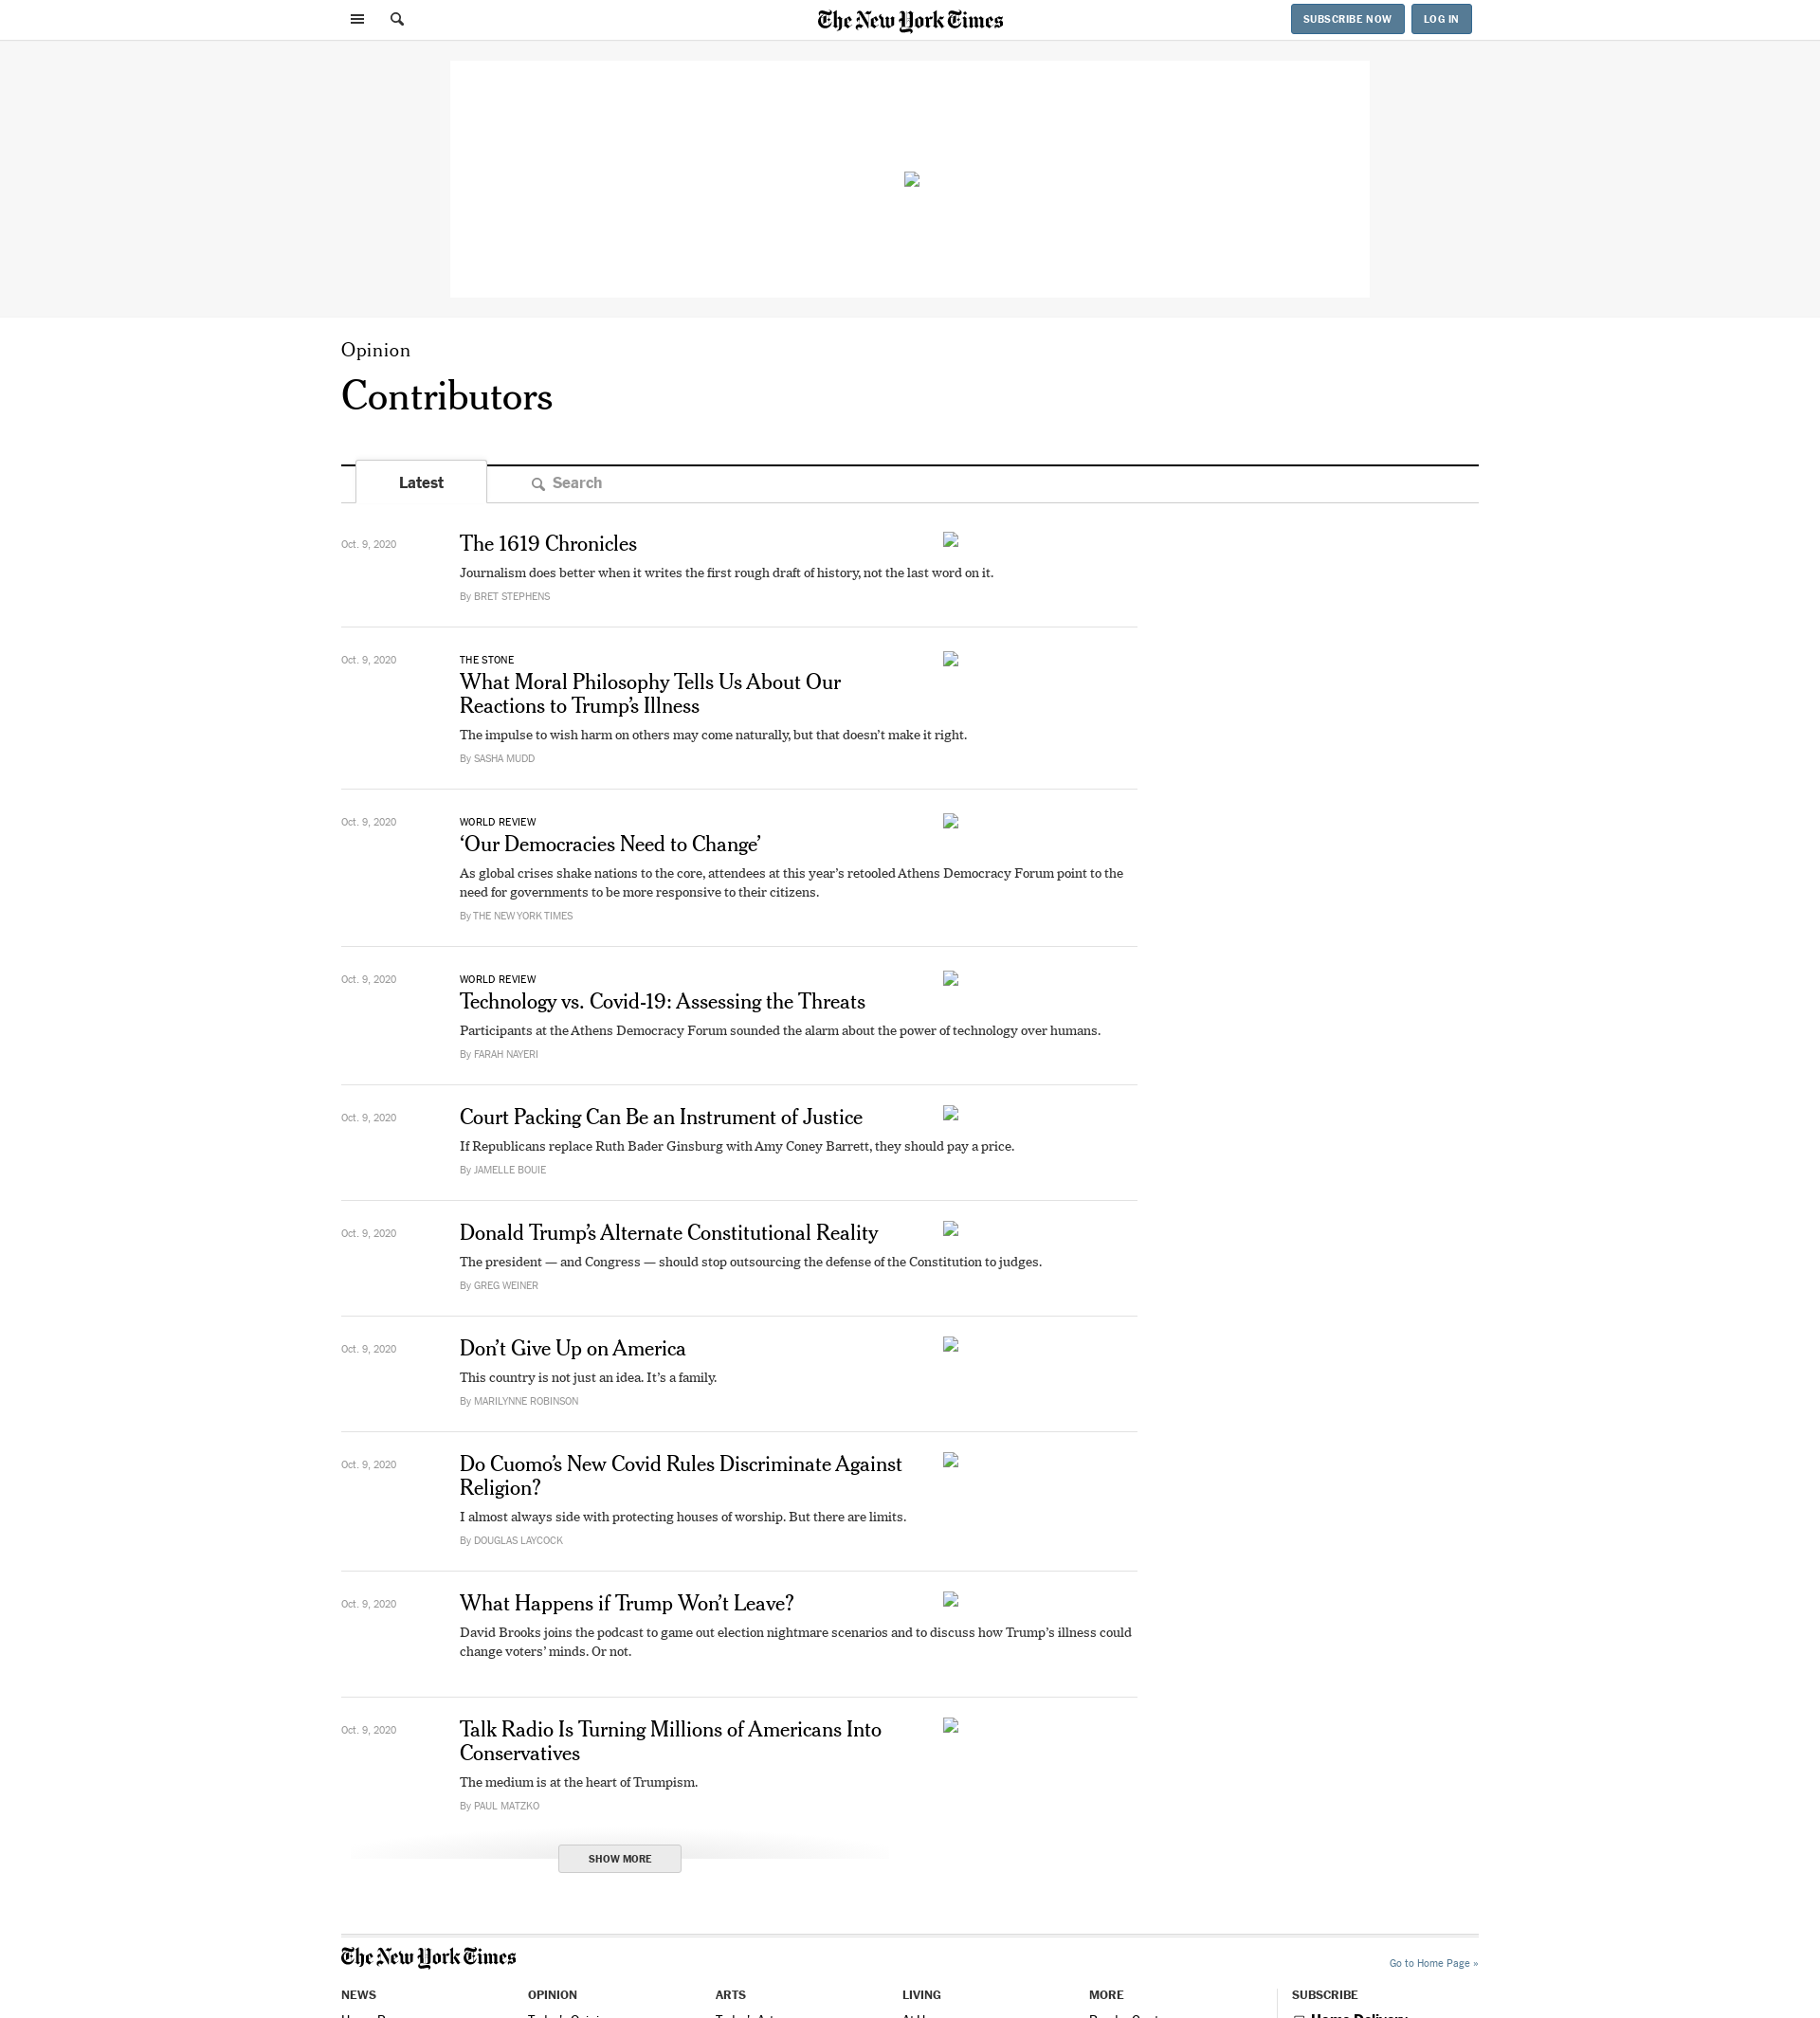 The New York Times
SUBSCRIBE NOW
LOG IN
Opinion
Contributors
Latest
Search
Oct. 9, 2020
The 1619 Chronicles
Journalism does better when it writes the first rough draft of history, not the last word on it.
By BRET STEPHENS
Oct. 9, 2020
THE STONE
What Moral Philosophy Tells Us About Our
Reactions to Trump’s Illness
The impulse to wish harm on others may come naturally, but that doesn’t make it right.
By SASHA MUDD
Oct. 9, 2020
WORLD REVIEW
‘Our Democracies Need to Change’
As global crises shake nations to the core, attendees at this year’s retooled Athens Democracy Forum point to the
need for governments to be more responsive to their citizens.
By THE NEW YORK TIMES
Oct. 9, 2020
WORLD REVIEW
Technology vs. Covid-19: Assessing the Threats
Participants at the Athens Democracy Forum sounded the alarm about the power of technology over humans.
By FARAH NAYERI
Oct. 9, 2020
Court Packing Can Be an Instrument of Justice
If Republicans replace Ruth Bader Ginsburg with Amy Coney Barrett, they should pay a price.
By JAMELLE BOUIE
Oct. 9, 2020
Donald Trump’s Alternate Constitutional Reality
The president — and Congress — should stop outsourcing the defense of the Constitution to judges.
By GREG WEINER
Oct. 9, 2020
Don’t Give Up on America
This country is not just an idea. It’s a family.
By MARILYNNE ROBINSON
Oct. 9, 2020
Do Cuomo’s New Covid Rules Discriminate Against
Religion?
I almost always side with protecting houses of worship. But there are limits.
By DOUGLAS LAYCOCK
Oct. 9, 2020
What Happens if Trump Won’t Leave?
David Brooks joins the podcast to game out election nightmare scenarios and to discuss how Trump’s illness could
change voters’ minds. Or not.
Oct. 9, 2020
Talk Radio Is Turning Millions of Americans Into
Conservatives
The medium is at the heart of Trumpism.
By PAUL MATZKO
SHOW MORE
The New York Times
Go to Home Page »
NEWS
OPINION
ARTS
LIVING
MORE
SUBSCRIBE
Home Delivery